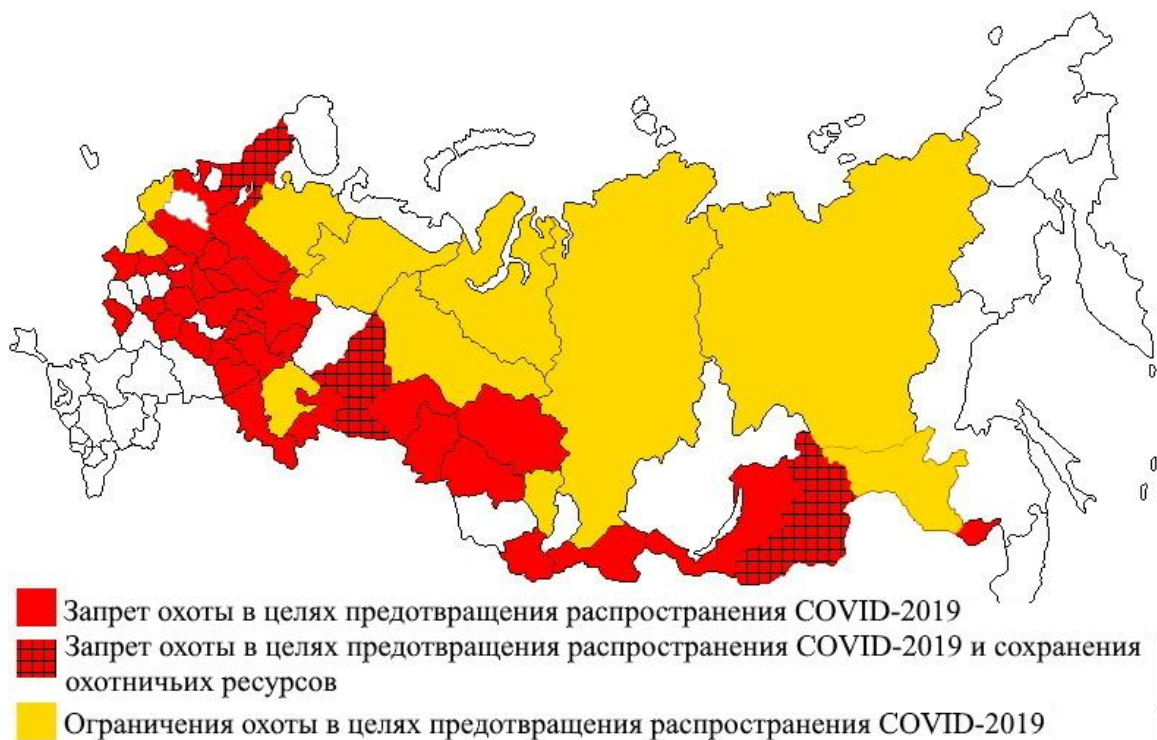 Запрет охоты в целях предотвращения распространения COVID-2019
Запрет охоты в целях предотвращения распространения COVID-2019 и сохранения
охотничьих ресурсов
Ограничения охоты в целях предотвращения распространения COVID-2019